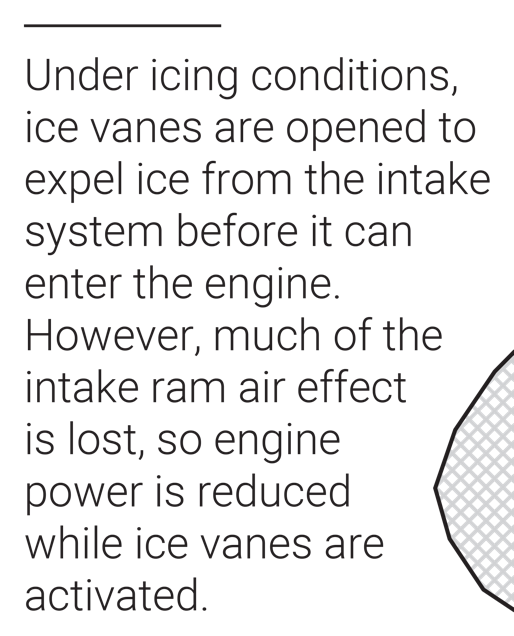 Under icing conditions,
ice vanes are opened to
expel ice from the intake
system before it can
enter the engine.
However, much of the
intake ram air effect
is lost, so engine
power is reduced
while ice vanes are
activated.